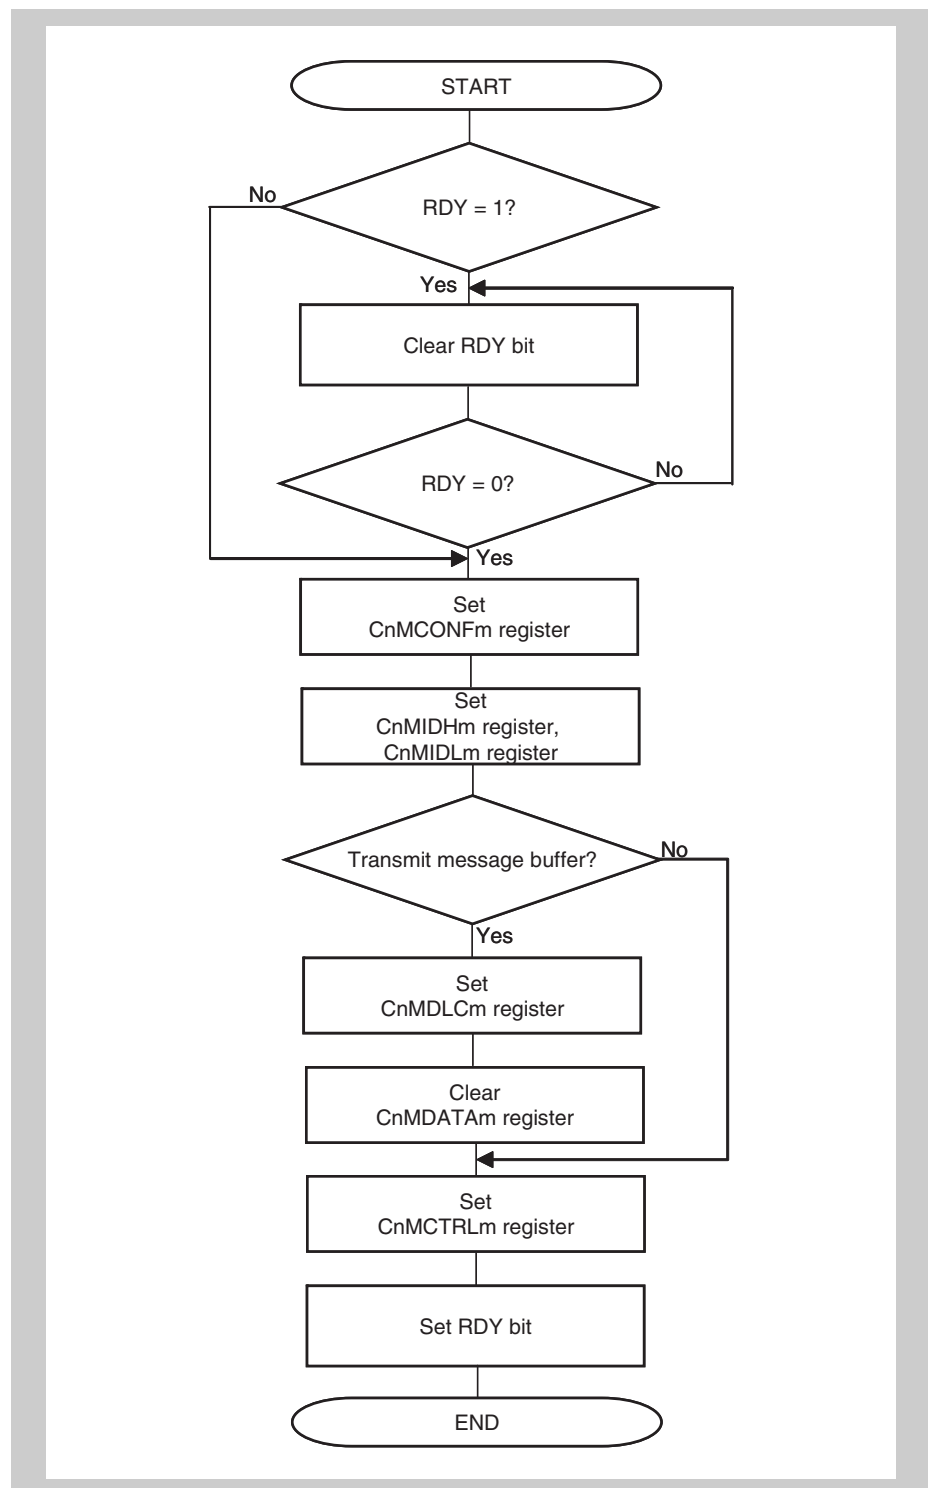 START
No
RDY = 1?
Yes
Clear RDY bit
RDY = 0?
No
Yes
Set
CnMCONFm register
Set
CnMIDHm register,
CnMIDLm register
Transmit message buffer?
No
Yes
Set
CnMDLCm register
Clear
CnMDATAm register
Set
CnMCTRLm register
Set RDY bit
END